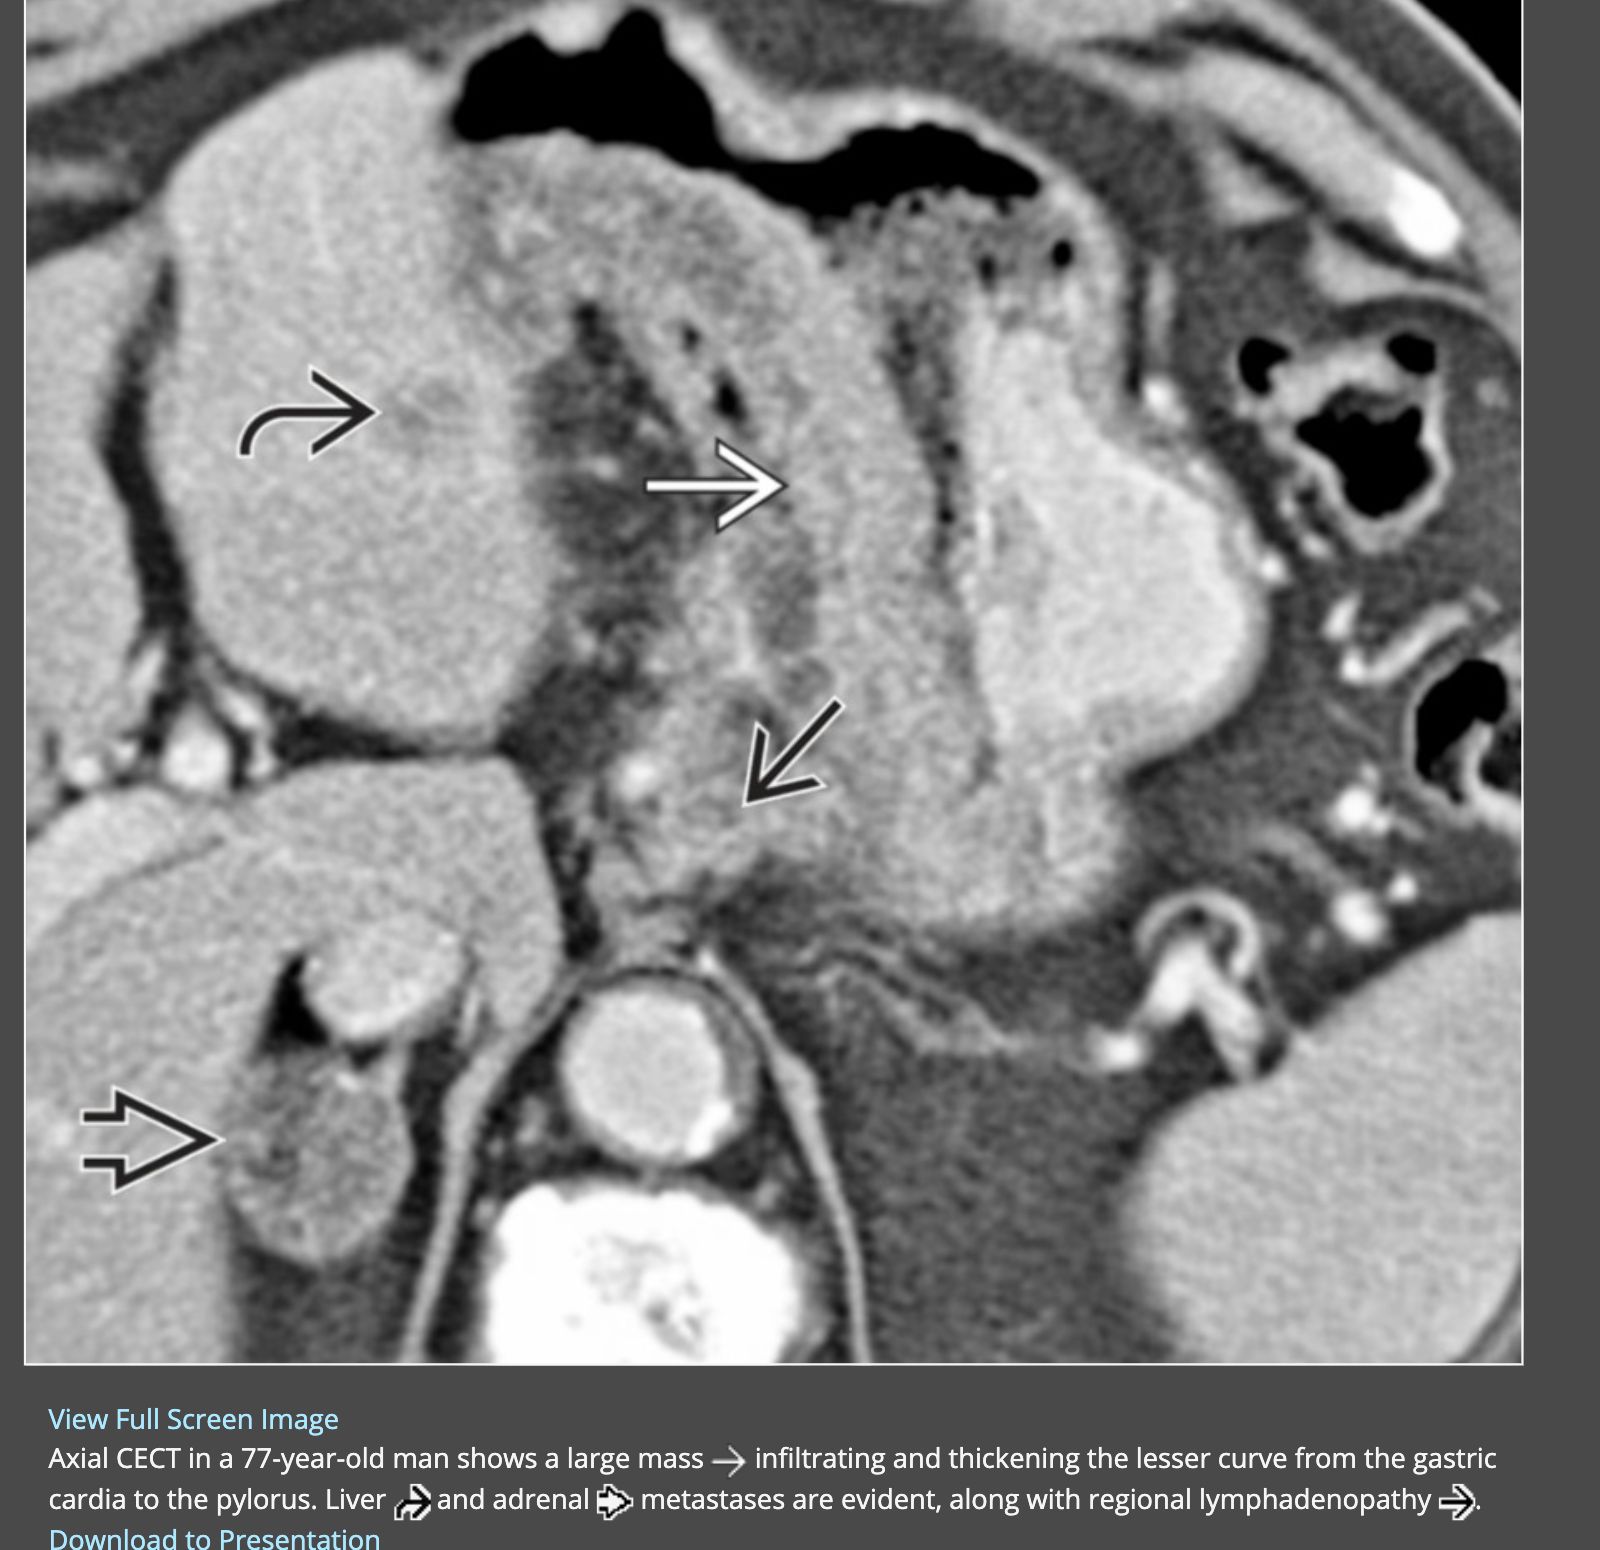 View Full Screen Image
Axial CECT in a 77-year-old man shows a large mass infiltrating and thickening the lesser curve from the gastric
cardia to the pylorus. Liver and adrenal metastases are evident, along with regional lymphadenopathy .
Download to Presentation